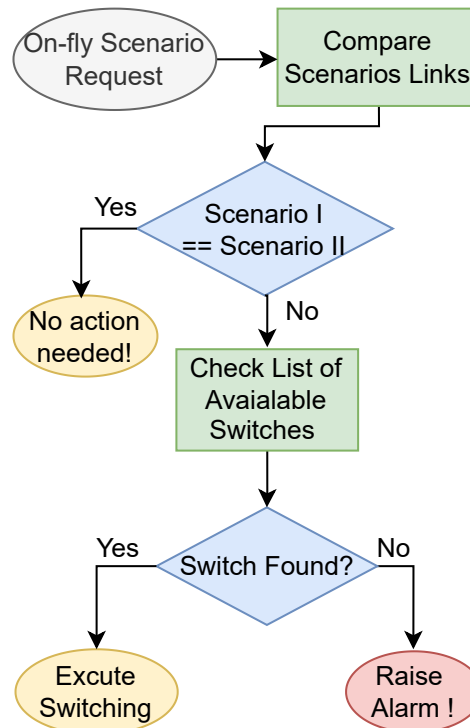 On-fly Scenario
Request
Compare
Scenarios Links
Yes
Scenario I
== Scenario II
No action
needed!
No
Check List of
Avaialable
Switches
Yes
Switch Found?
No
Excute
Switching
Raise
Alarm !